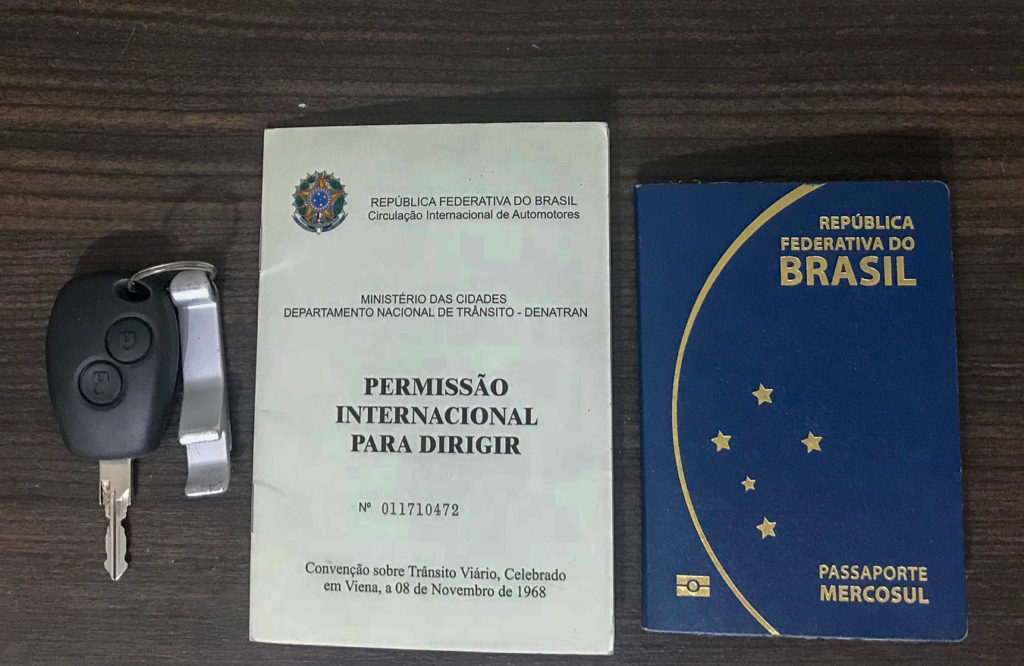 REPÚBLICA FEDERATIVA DO BRASIL
Circulação Internacional de Automotores
MINISTÉRIO DAS CIDADES
DEPARTAMENTO NACIONAL DE TRÂNSITO - DENATRAN
PERMISSÃO
INTERNACIONAL
PARA DIRIGIR
Nº 011710472
Convenção sobre Trânsito Viário, Celebrado
em Viena, a 08 de Novembro de 1968
REPÚBLICA
FEDERATIVA DO
BRASIL
PASSAPORTE
MERCOSUL